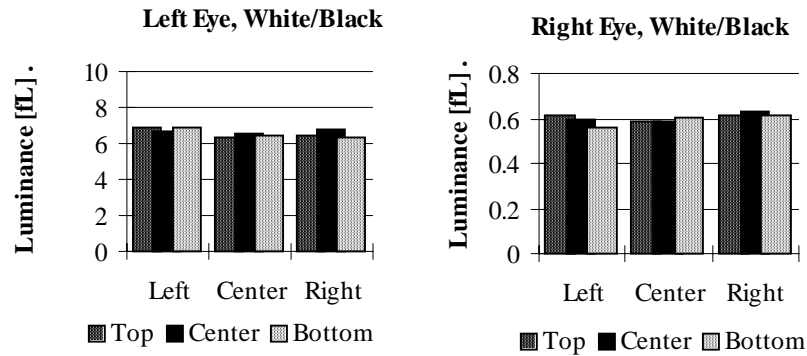 Left Eye, White/Black
Luminance [fL] .
10
8
6
4
2
0
Left Center Right
Top Center Bottom
Right Eye, White/Black
Luminance [fL] .
0.8
0.6
0.4
0.2
0
Left Center Right
Top Center Bottom